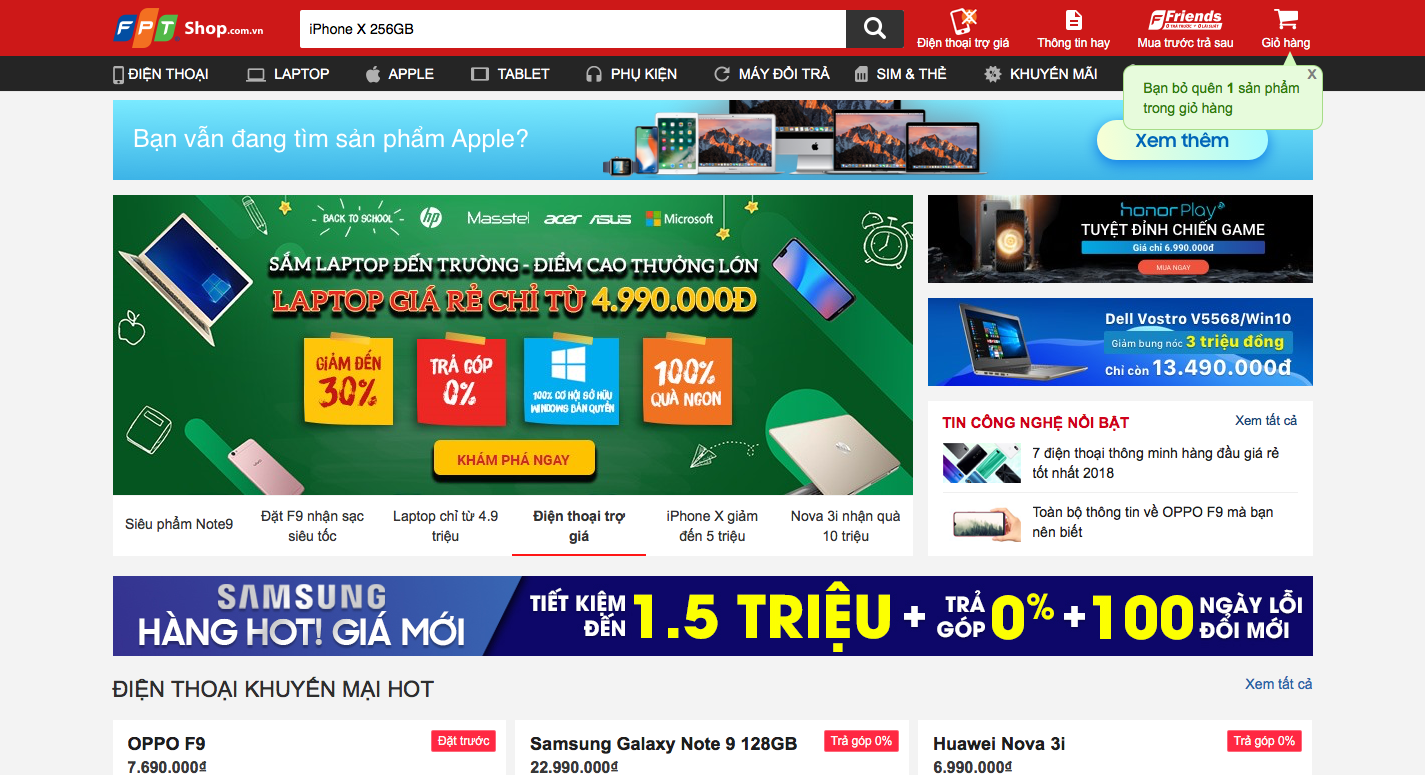 FPT Shop.com.vn
iPhone X 256GB
Điện thoại trợ giá
Thông tin hay
Friends
Mua trước trả sau
Giỏ hàng
ĐIỆN THOẠI
LAPTOP
APPLE
TABLET
PHỤ KIỆN
MÁY ĐỔI TRẢ
SIM & THẺ
KHUYẾN MÃI
X
Bạn bỏ quên 1 sản phẩm
trong giỏ hàng
Bạn vẫn đang tìm sản phẩm Apple?
Xem thêm
BACK TO SCHOOL
hp
Masstel
acer
ASUS
Microsoft
SẮM LAPTOP ĐẾN TRƯỜNG - ĐIỂM CAO THƯỞNG LỚN
LAPTOP GIÁ RẺ CHỈ TỪ 4.990.000Đ
GIẢM ĐẾN
30%
TRẢ GÓP
0%
100% CƠ HỘI SỞ HỮU
WINDOWS BẢN QUYỀN
100%
QUÀ NGON
KHÁM PHÁ NGAY
vivo
honor Play
TUYỆT ĐỈNH CHIẾN GAME
Giá chỉ 6.990.000đ
MUA NGAY
Dell Vostro V5568/Win10
Giảm bung nóc 3 triệu đồng
Chỉ còn 13.490.000đ
TIN CÔNG NGHỆ NỔI BẬT
Xem tất cả
7 điện thoại thông minh hàng đầu giá rẻ
tốt nhất 2018
Toàn bộ thông tin về OPPO F9 mà bạn
nên biết
Siêu phẩm Note9
Đặt F9 nhận sạc
siêu tốc
Laptop chỉ từ 4.9
triệu
Điện thoại trợ
giá
iPhone X giảm
đến 5 triệu
Nova 3i nhận quà
10 triệu
SAMSUNG
HÀNG HOT! GIÁ MỚI
TIẾT KIỆM
ĐẾN
1.5 TRIỆU
+
TRẢ
GÓP
0%
+
100
NGÀY LỖI
ĐỔI MỚI
ĐIỆN THOẠI KHUYẾN MẠI HOT
Xem tất cả
OPPO F9
Đặt trước
7.690.000₫
Samsung Galaxy Note 9 128GB
Trả góp 0%
22.990.000₫
Huawei Nova 3i
Trả góp 0%
6.990.000₫